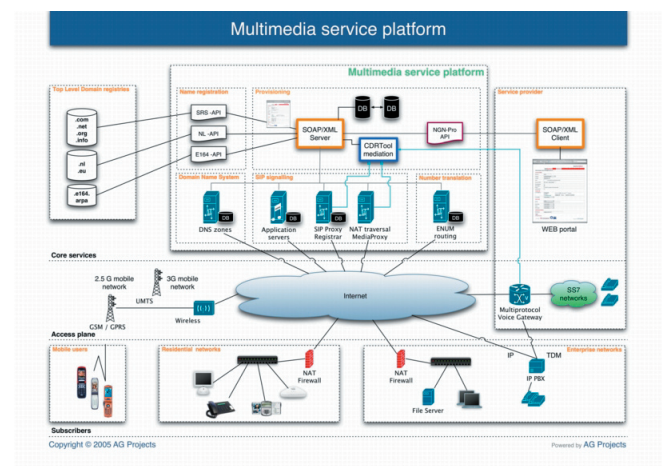 Multimedia service platform
Multimedia service platform
Top Level Domain registries
Name registration
Provisioning
Service provider
.com
.net
.org
.info
.nl
.eu
.e164.
arpa
SRS -API
NL -API
E164 -API
DB
DB
SOAP/XML
Server
CDRTool
mediation
NGN-Pro
API
SOAP/XML
Client
WEB portal
Domain Name System
SIP signalling
Number translation
DB
DB
DB
DB
DNS zones
Application
servers
SIP Proxy
Registrar
NAT traversal
MediaProxy
ENUM
routing
Core services
2.5 G mobile
network
3G mobile
network
UMTS
GSM / GPRS
Wireless
Internet
Multiprotocol
Voice Gateway
SS7
networks
Access plane
Mobile users
Residential networks
NAT
Firewall
NAT
Firewall
File Server
IP
TDM
IP PBX
Enterprise networks
Subscribers
Copyright © 2005 AG Projects
Powered by AG Projects